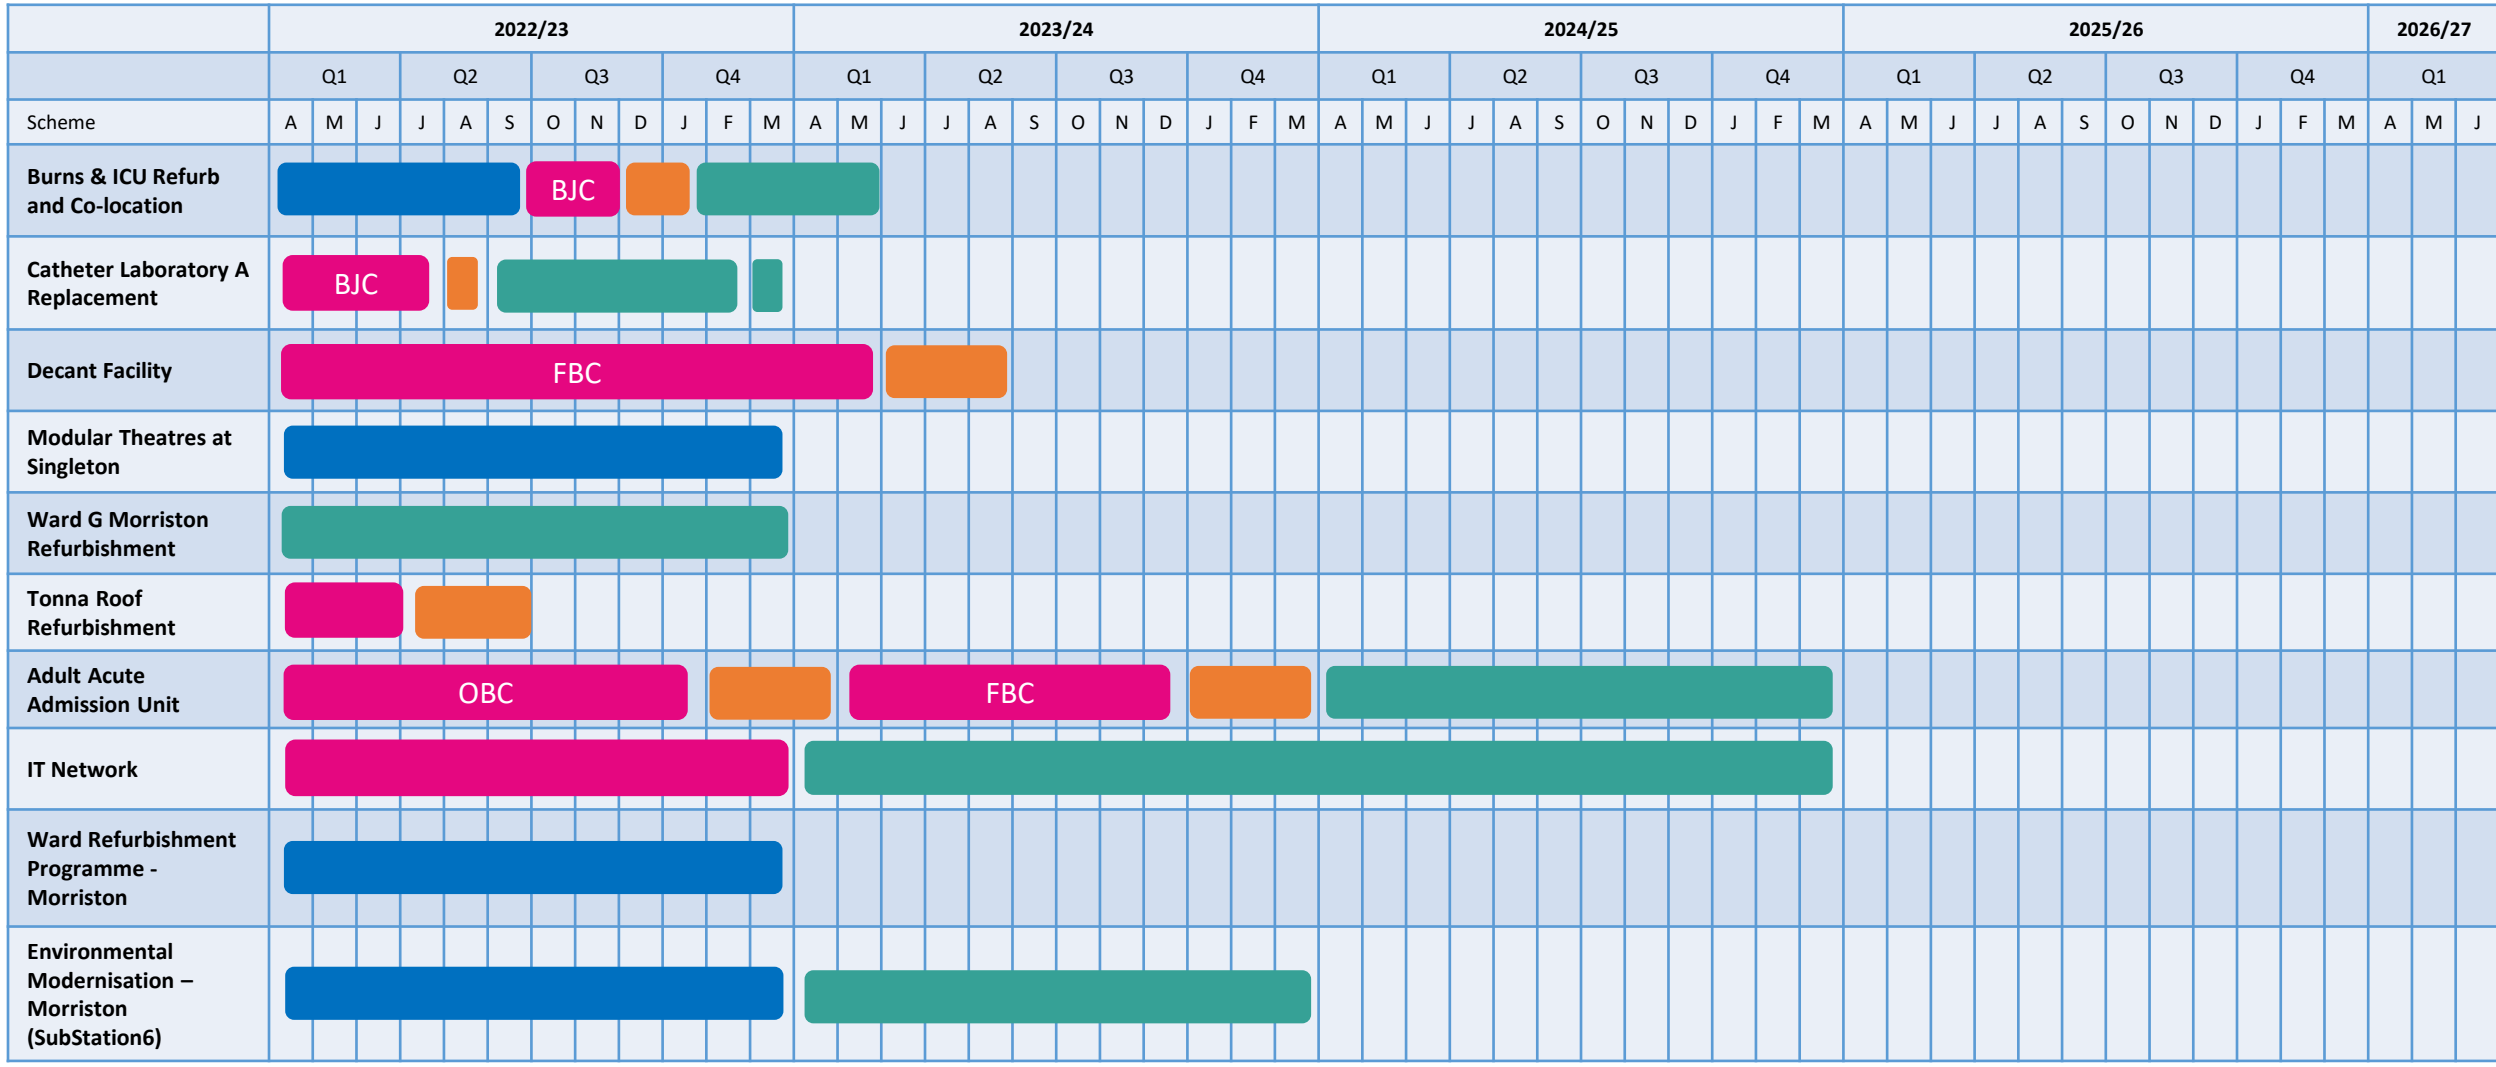 2022/23 2023/24 2024/25 2025/26 2026/27
Q1 Q2 Q3 Q4 Q1 Q2 Q3 Q4 Q1 Q2 Q3 Q4 Q1 Q2 Q3 Q4 Q1
Scheme A M J J A S O N D J F M A M J J A S O N D J F M A M J J A S O N D J F M A M J J A S O N D J F M A M J
Burns & ICU Refurb
and Co-location
BJC
Catheter Laboratory A
Replacement
BJC
Decant Facility
FBC
Modular Theatres at
Singleton
Ward G Morriston
Refurbishment
Tonna Roof
Refurbishment
Adult Acute
Admission Unit
OBC FBC
IT Network
Ward Refurbishment
Programme -
Morriston
Environmental
Modernisation –
Morriston
(SubStation6)